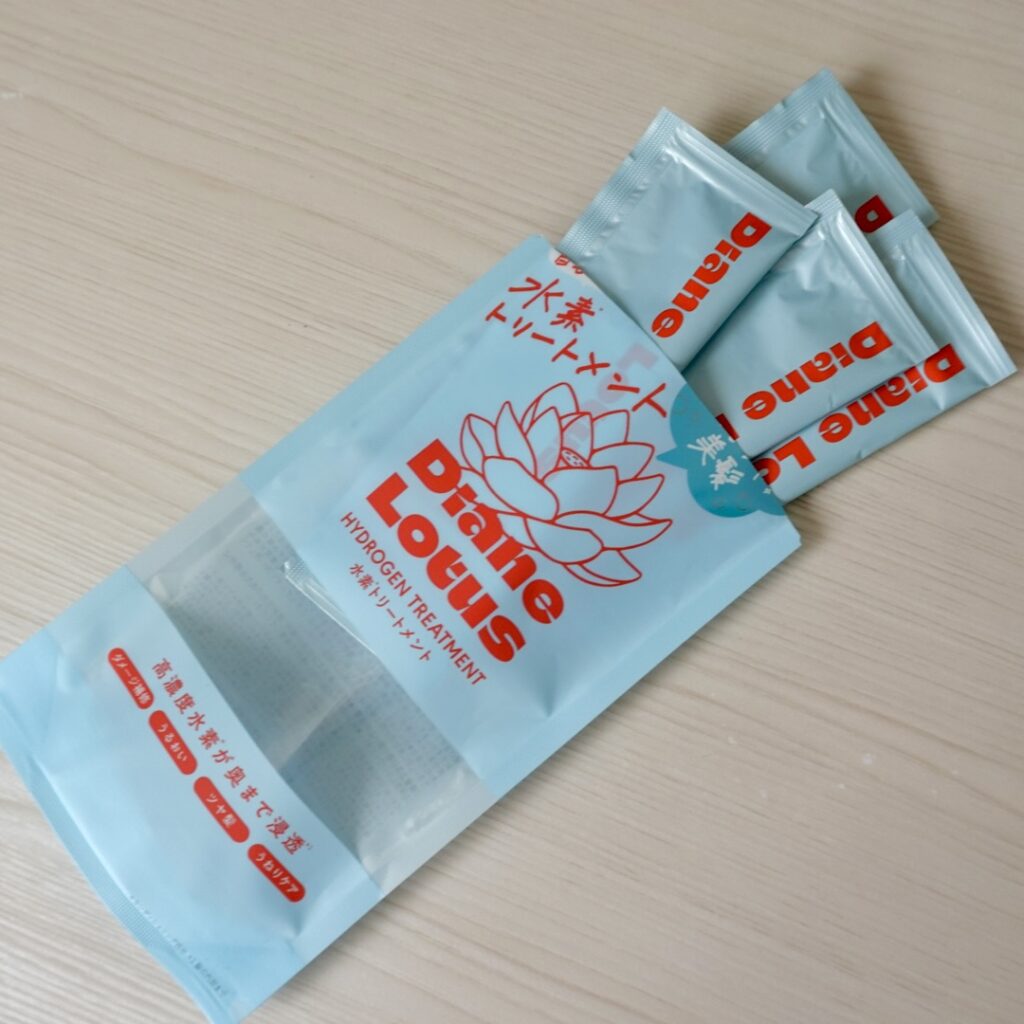 水素
トリートメント
美髪
Diane
Lotus
HYDROGEN TREATMENT
水素トリートメント
高濃度水素が奥まで浸透
ダメージ補修
うるおい
ツヤ髪
うねりケア
Diane
Diane
Diane Lo